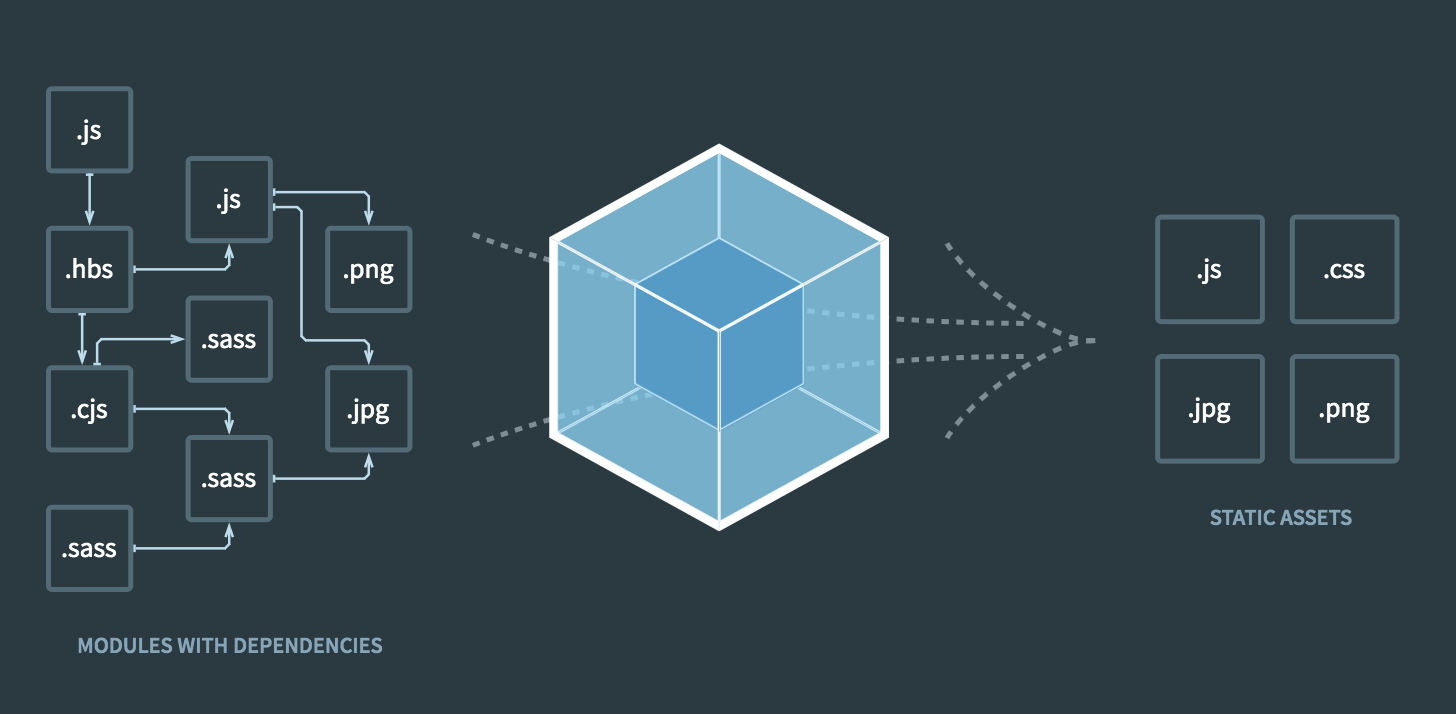 .js
.js
.hbs
.png
.sass
.cjs
.jpg
.sass
.sass
MODULES WITH DEPENDENCIES
.js
.css
.jpg
.png
STATIC ASSETS